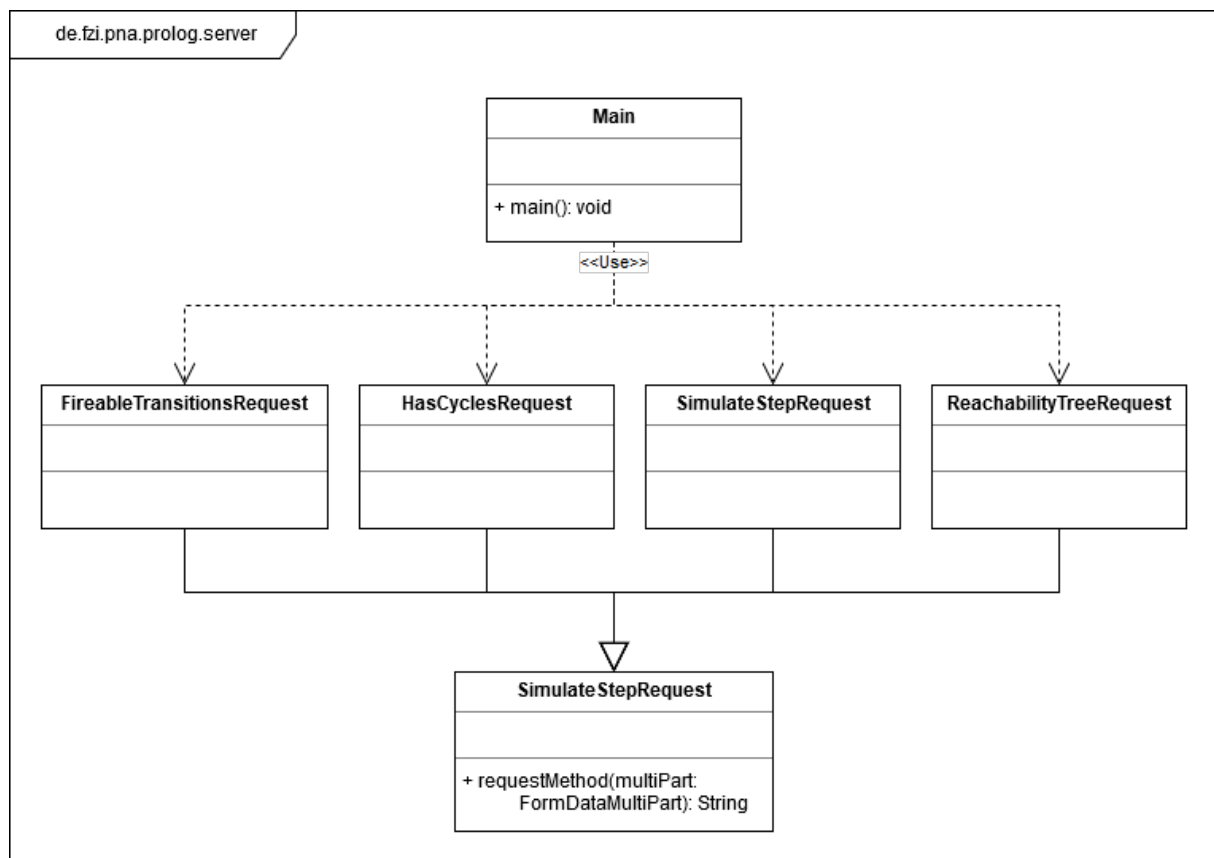 de.fzi.pna.prolog.server
Main
+ main(): void
<<Use>>
FireableTransitionsRequest
HasCyclesRequest
SimulateStepRequest
ReachabilityTreeRequest
SimulateStepRequest
+ requestMethod(multiPart:
FormDataMultiPart): String